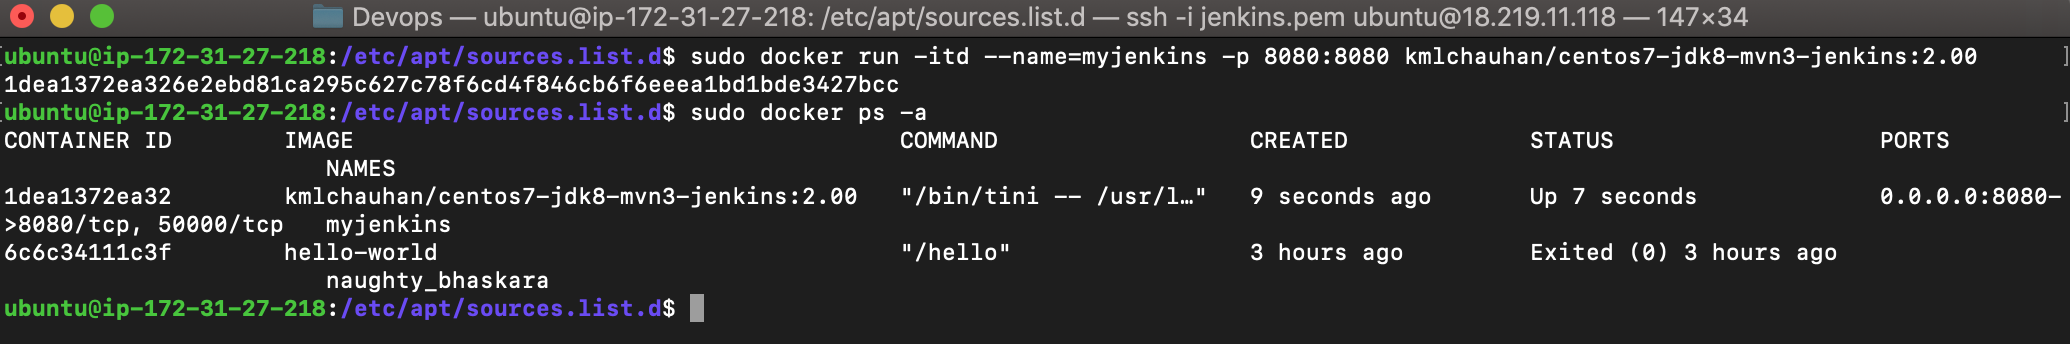 Devops — ubuntu@ip-172-31-27-218: /etc/apt/sources.list.d — ssh -i jenkins.pem ubuntu@18.219.11.118 — 147×34
[ubuntu@ip-172-31-27-218:/etc/apt/sources.list.d$ sudo docker run -itd --name=myjenkins -p 8080:8080 kmlchauhan/centos7-jdk8-mvn3-jenkins:2.00 ]
1dea1372ea326e2ebd81ca295c627c78f6cd4f846cb6f6eeea1bd1bde3427bcc
[ubuntu@ip-172-31-27-218:/etc/apt/sources.list.d$ sudo docker ps -a ]
CONTAINER ID        IMAGE                                       COMMAND                  CREATED             STATUS                   PORTS
                       NAMES
1dea1372ea32        kmlchauhan/centos7-jdk8-mvn3-jenkins:2.00   "/bin/tini -- /usr/l…"   9 seconds ago       Up 7 seconds             0.0.0.0:8080-
>8080/tcp, 50000/tcp   myjenkins
6c6c34111c3f        hello-world                                 "/hello"                 3 hours ago         Exited (0) 3 hours ago
                       naughty_bhaskara
ubuntu@ip-172-31-27-218:/etc/apt/sources.list.d$